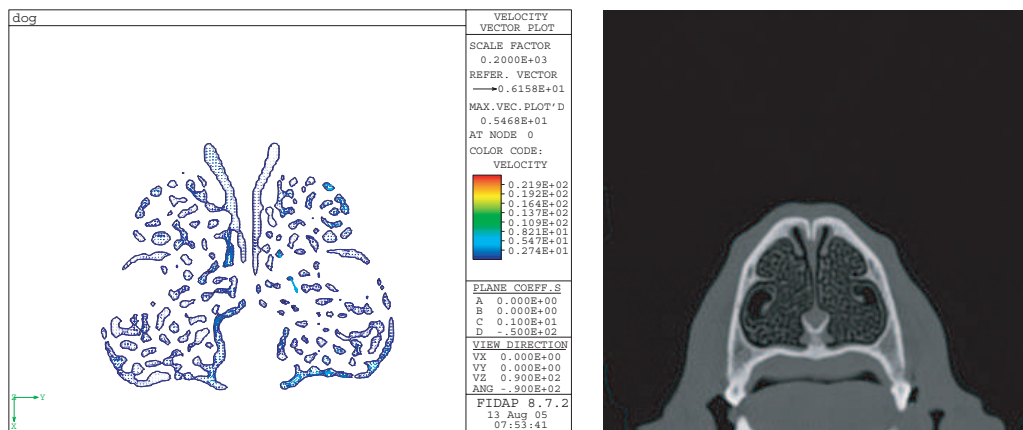 dog
VELOCITY
VECTOR PLOT
SCALE FACTOR
0.2000E+03
REFER. VECTOR
0.6158E+01
MAX.VEC.PLOT'D
0.5468E+01
AT NODE 0
COLOR CODE:
VELOCITY
0.219E+02
0.192E+02
0.164E+02
0.137E+02
0.109E+02
0.821E+01
0.547E+01
0.274E+01
PLANE COEFF.S
A 0.000E+00
B 0.000E+00
C 0.100E+01
D -.500E+02
VIEW DIRECTION
VX 0.000E+00
VY 0.000E+00
VZ 0.900E+02
ANG -.900E+02
FIDAP 8.7.2
13 Aug 05
07:53:41
Z Y
X